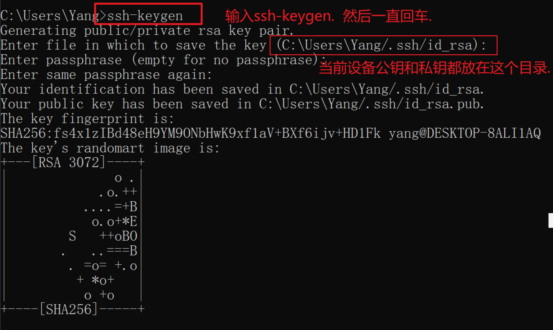 C:\Users\Yang>ssh-keygen 输入ssh-keygen. 然后一直回车.
Generating public/private rsa key pair.
Enter file in which to save the key (C:\Users\Yang/.ssh/id_rsa):
Enter passphrase (empty for no passphrase): 当前设备公钥和私钥都放在这个目录.
Enter same passphrase again:
Your identification has been saved in C:\Users\Yang/.ssh/id_rsa.
Your public key has been saved in C:\Users\Yang/.ssh/id_rsa.pub.
The key fingerprint is:
SHA256:fs4x1zIBd48eH9YM9ONbHwK9xflaV+BXf6ijv+HD1Fk yang@DESKTOP-8ALI1AQ
The key's randomart image is:
+---[RSA 3072]----+
|              o .|
|            .o.++|
|          ....=+B|
|           o.o+*E|
|        S   ++oBO|
|       .   ..===B|
|        . =o= +.o|
|         + *o+   |
|          o +o   |
+----[SHA256]-----+